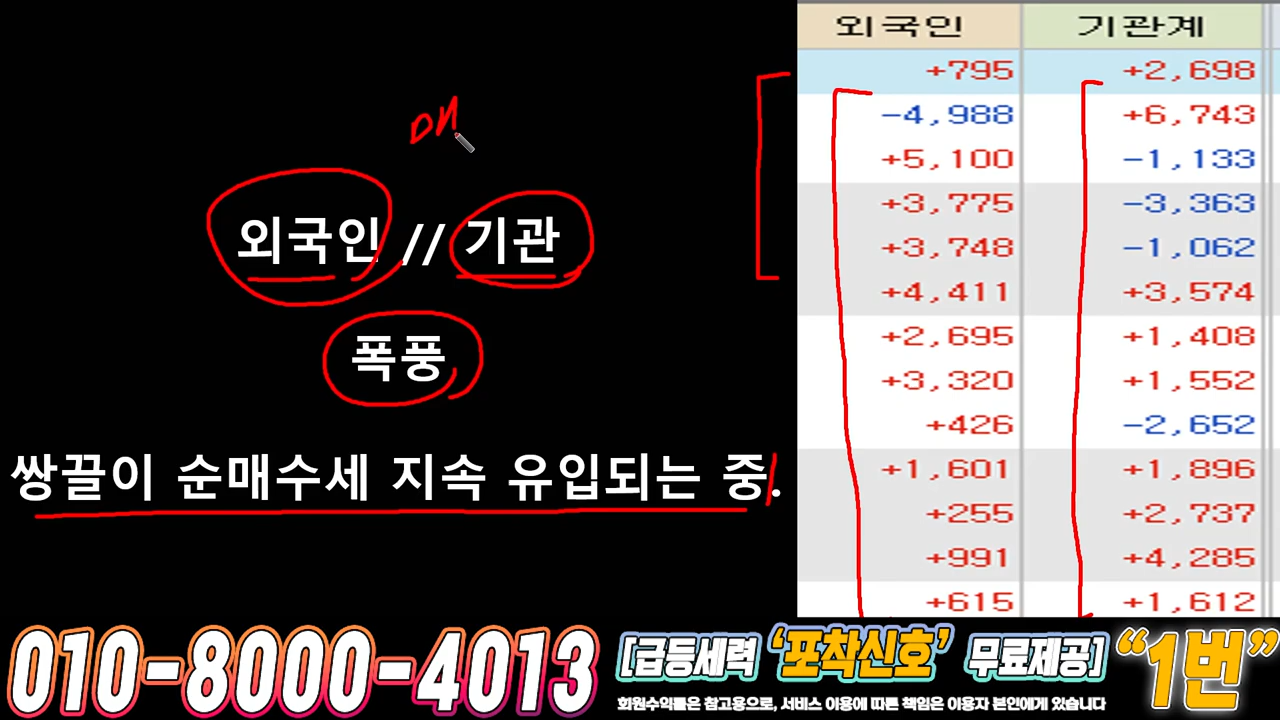 외국인 기관계
+795 +2,698
-4,988 +6,743
+5,100 -1,133
+3,775 -3,363
+3,748 -1,062
+4,411 +3,574
+2,695 +1,408
+3,320 +1,552
+426 -2,652
+1,601 +1,896
+255 +2,737
+991 +4,285
+615 +1,612
외국인 // 기관
폭풍
쌍끌이 순매수세 지속 유입되는 중.
010-8000-4013
[급등세력 '포착신호' 무료제공] "1번"
회원수익률은 참고용으로, 서비스 이용에 따른 책임은 이용자 본인에게 있습니다